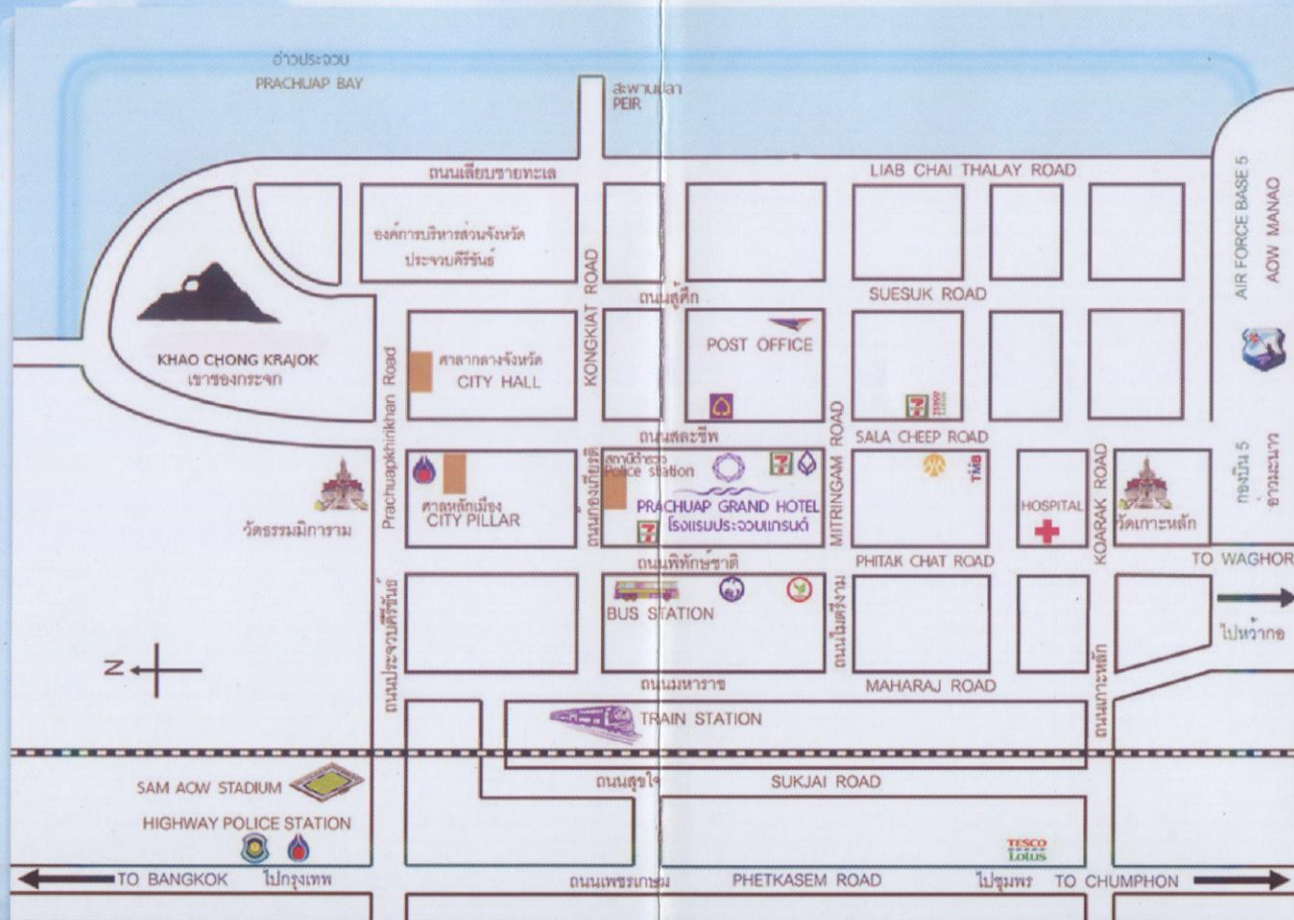 อ่าวประจวบ
PRACHUAP BAY
สะพานปลา
PEIR
ถนนเลียบชายทะเล
LIAB CHAI THALAY ROAD
องค์การบริหารส่วนจังหวัด
ประจวบคีรีขันธ์
KONGKIAT ROAD
ถนนสู้ศึก
SUESUK ROAD
AIR FORCE BASE 5
AOW MANAO
KHAO CHONG KRAJOK
เขาช่องกระจก
Prachuapkhirikhan Road
ศาลากลางจังหวัด
CITY HALL
POST OFFICE
TESCO
Lotus
ถนนสละชีพ
MITRINGAM ROAD
SALA CHEEP ROAD
วัดธรรมมิการาม
ศาลหลักเมือง
CITY PILLAR
ถนนก้องเกียรติ
สถานีตำรวจ
Police station
PRACHUAP GRAND HOTEL
โรงแรมประจวบแกรนด์
TMB
HOSPITAL
KOARAK ROAD
วัดเกาะหลัก
กองบิน 5
อ่าวมะนาว
ถนนพิทักษ์ชาติ
PHITAK CHAT ROAD
TO WAGHOR
ไปหว้ากอ
BUS STATION
ถนนประจวบคีรีขันธ์
ถนนไมตรีงาม
N
ถนนมหาราช
MAHARAJ ROAD
ถนนเกาะหลัก
TRAIN STATION
SAM AOW STADIUM
ถนนสุขใจ
SUKJAI ROAD
HIGHWAY POLICE STATION
TESCO
Lotus
TO BANGKOK
ไปกรุงเทพ
ถนนเพชรเกษม
PHETKASEM ROAD
ไปชุมพร
TO CHUMPHON